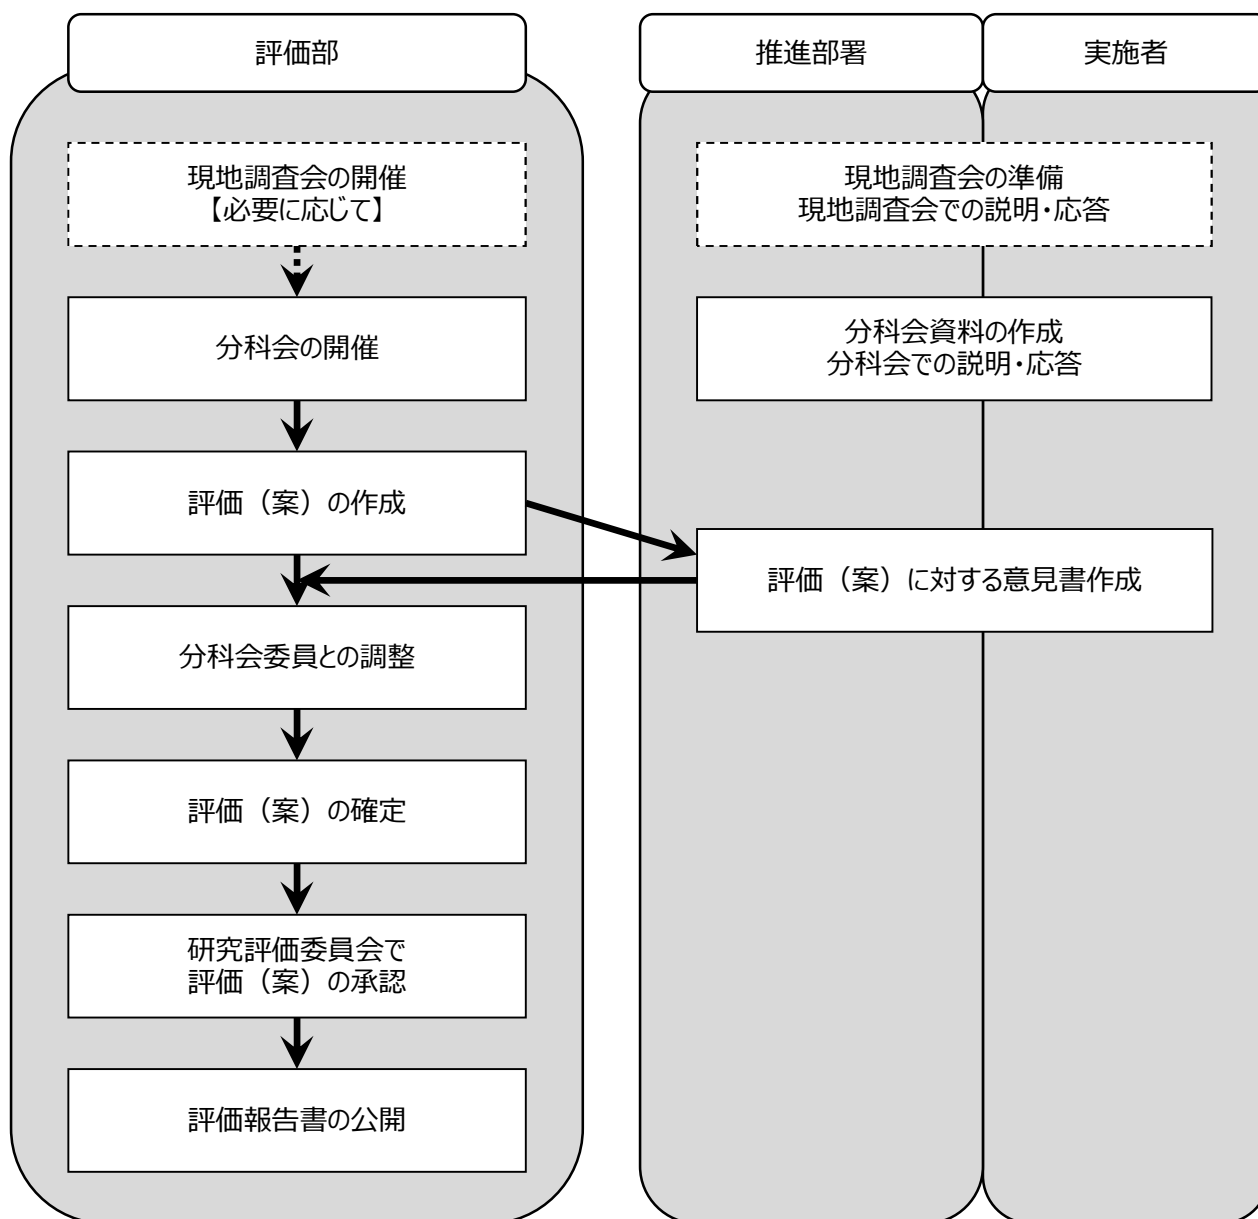 評価部
推進部署
実施者
現地調査会の開催
【必要に応じて】
現地調査会の準備
現地調査会での説明・応答
分科会の開催
分科会資料の作成
分科会での説明・応答
評価（案）の作成
評価（案）に対する意見書作成
分科会委員との調整
評価（案）の確定
研究評価委員会で
評価（案）の承認
評価報告書の公開